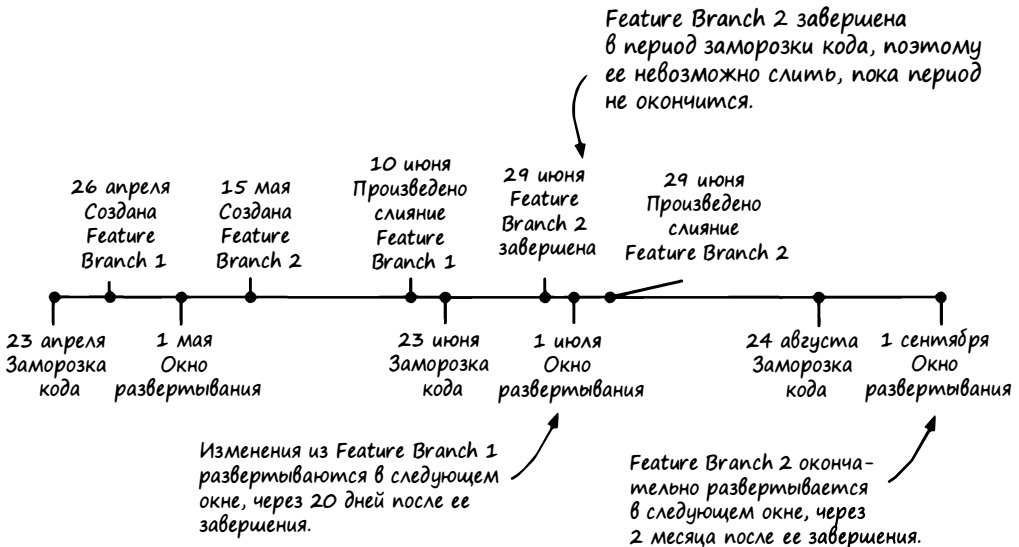 Feature Branch 2 завершена
в период заморозки кода, поэтому
ее невозможно слить, пока период
не окончится.
26 апреля
Создана
Feature
Branch 1
15 мая
Создана
Feature
Branch 2
10 июня
Произведено
слияние
Feature
Branch 1
29 июня
Feature
Branch 2
завершена
29 июня
Произведено
слияние
Feature Branch 2
23 апреля
Заморозка
кода
1 мая
Окно
развертывания
23 июня
Заморозка
кода
1 июля
Окно
развертывания
24 августа
Заморозка
кода
1 сентября
Окно
развертывания
Изменения из Feature Branch 1
развертываются в следующем
окне, через 20 дней после ее
завершения.
Feature Branch 2 оконча-
тельно развертывается
в следующем окне, через
2 месяца после ее завершения.